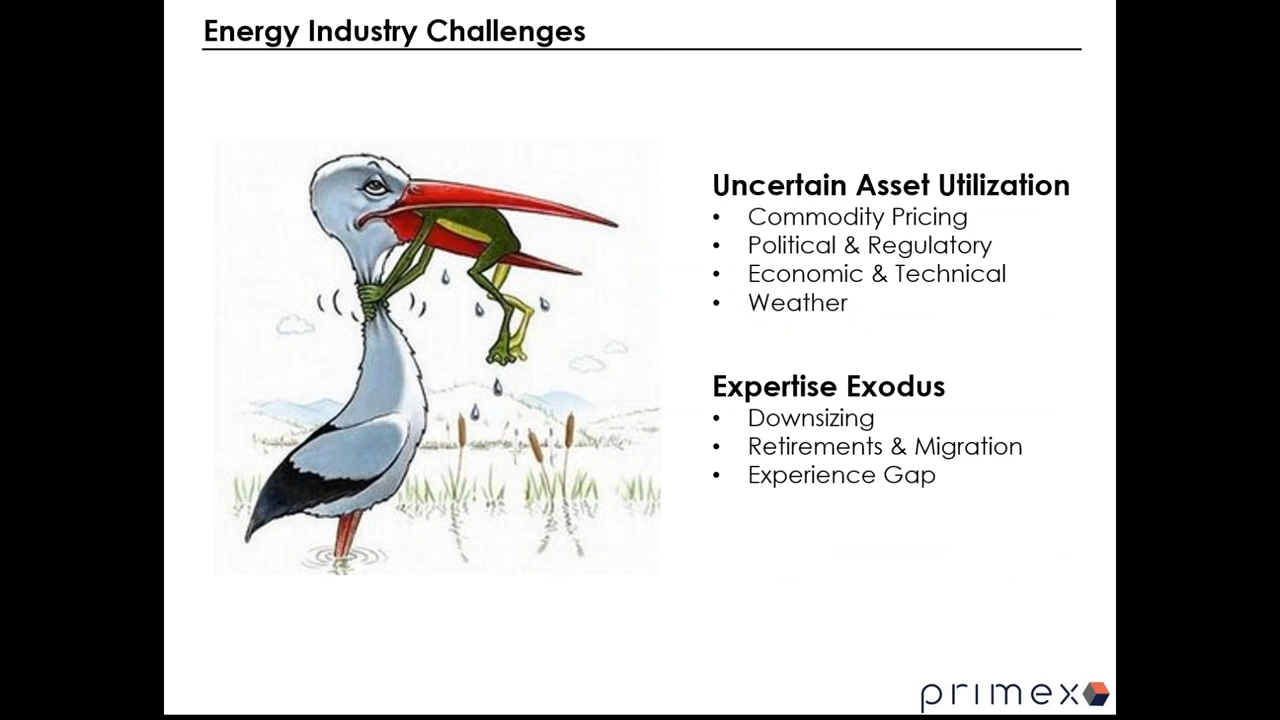 Energy Industry Challenges
Uncertain Asset Utilization
• Commodity Pricing
• Political & Regulatory
• Economic & Technical
• Weather
Expertise Exodus
• Downsizing
• Retirements & Migration
• Experience Gap
primex